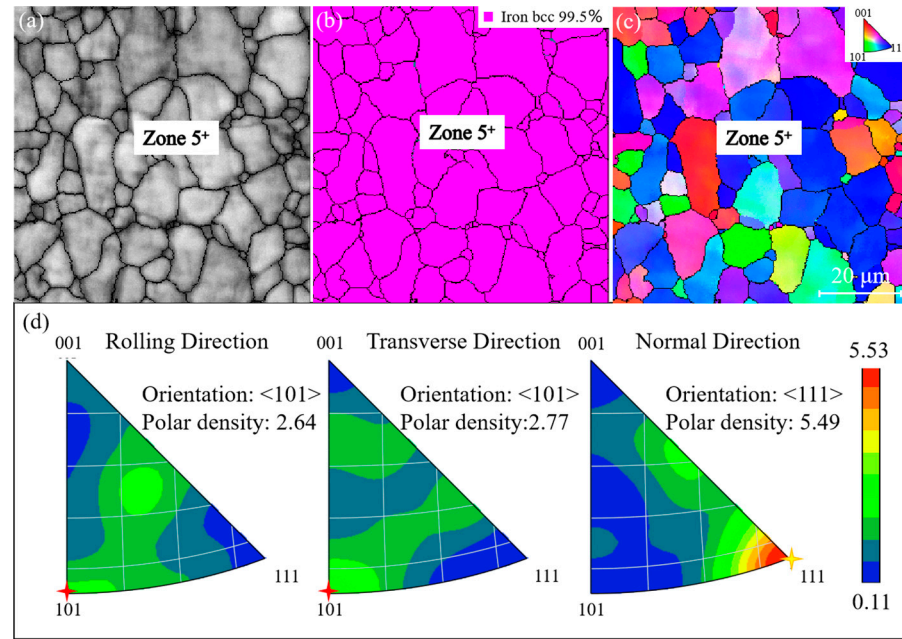 (a)
Zone 5⁺
(b)
Iron bcc 99.5%
Zone 5⁺
(c)
001
101
Zone 5⁺
20 µm
(d)
001
Rolling Direction
Orientation: <101>
Polar density: 2.64
101
111
001
Transverse Direction
Orientation: <101>
Polar density:2.77
101
111
001
Normal Direction
Orientation: <111>
Polar density: 5.49
101
111
5.53
0.11